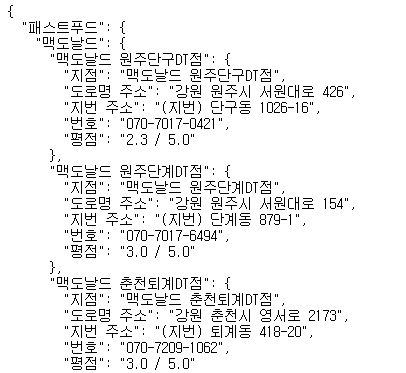 {
"패스트푸드": {
"맥도날드": {
"맥도날드 원주단구DT점": {
"지점": "맥도날드 원주단구DT점",
"도로명 주소": "강원 원주시 서원대로 426",
"지번 주소": "(지번) 단구동 1026-16",
"번호": "070-7017-0421",
"평점": "2.3 / 5.0"
},
"맥도날드 원주단계DT점": {
"지점": "맥도날드 원주단계DT점",
"도로명 주소": "강원 원주시 서원대로 154",
"지번 주소": "(지번) 단계동 879-1",
"번호": "070-7017-6494",
"평점": "3.0 / 5.0"
},
"맥도날드 춘천퇴계DT점": {
"지점": "맥도날드 춘천퇴계DT점",
"도로명 주소": "강원 춘천시 영서로 2173",
"지번 주소": "(지번) 퇴계동 418-20",
"번호": "070-7209-1062",
"평점": "3.0 / 5.0"